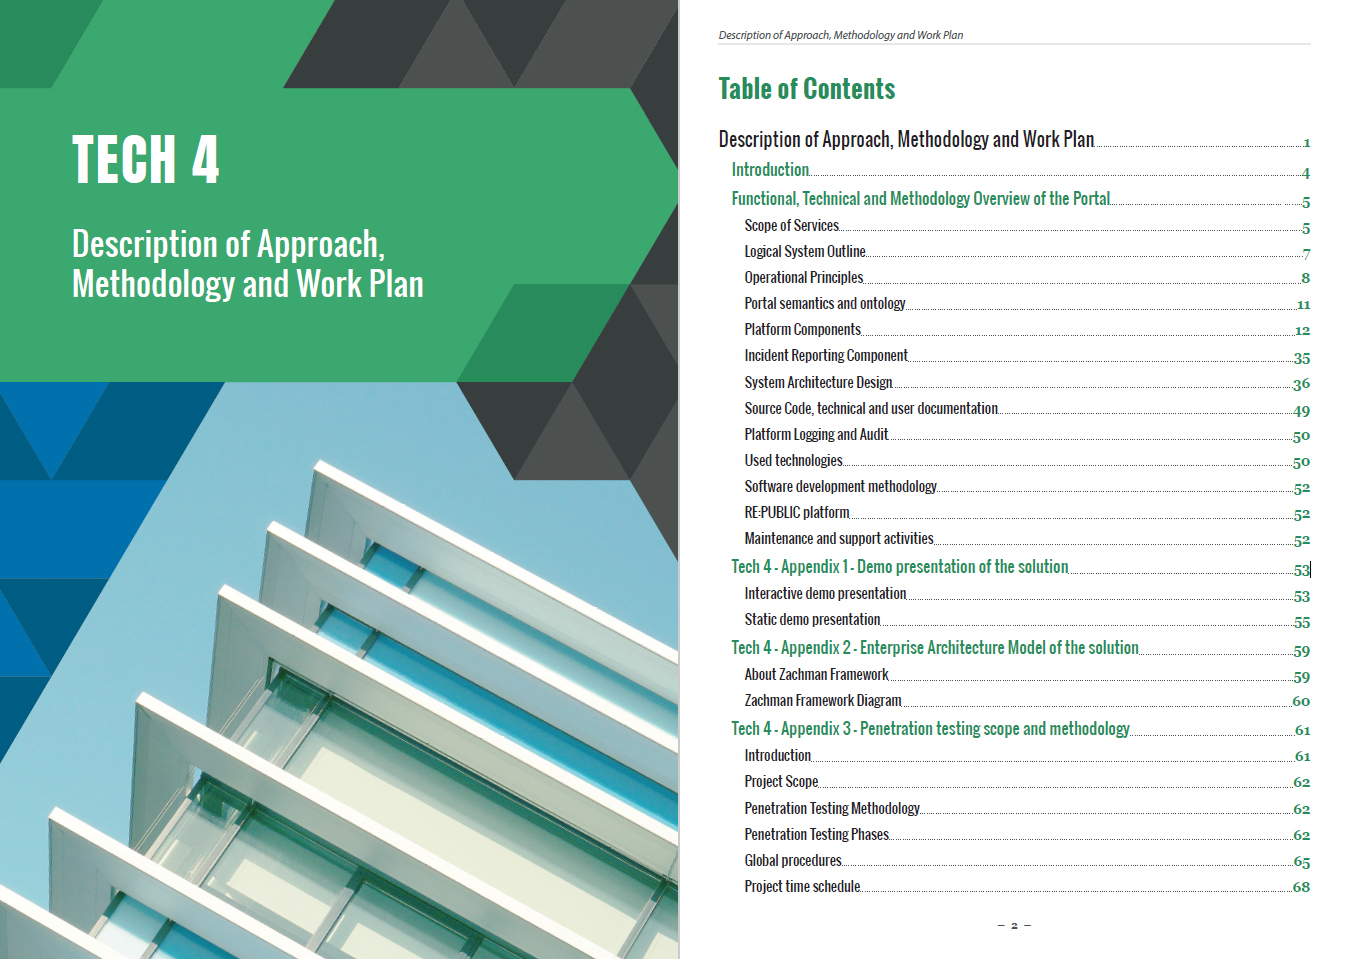 TECH 4
Description of Approach,
Methodology and Work Plan
Description of Approach, Methodology and Work Plan
Table of Contents
Description of Approach, Methodology and Work Plan 1
Introduction 4
Functional, Technical and Methodology Overview of the Portal 5
Scope of Services 5
Logical System Outline 7
Operational Principles 8
Portal semantics and ontology 11
Platform Components 12
Incident Reporting Component 35
System Architecture Design 36
Source Code, technical and user documentation 49
Platform Logging and Audit 50
Used technologies 50
Software development methodology 52
RE:PUBLIC platform 52
Maintenance and support activities 52
Tech 4 - Appendix 1 - Demo presentation of the solution 53
Interactive demo presentation 53
Static demo presentation 55
Tech 4 - Appendix 2 - Enterprise Architecture Model of the solution 59
About Zachman Framework 59
Zachman Framework Diagram 60
Tech 4 - Appendix 3 - Penetration testing scope and methodology 61
Introduction 61
Project Scope 62
Penetration Testing Methodology 62
Penetration Testing Phases 62
Global procedures 65
Project time schedule 68
– 2 –